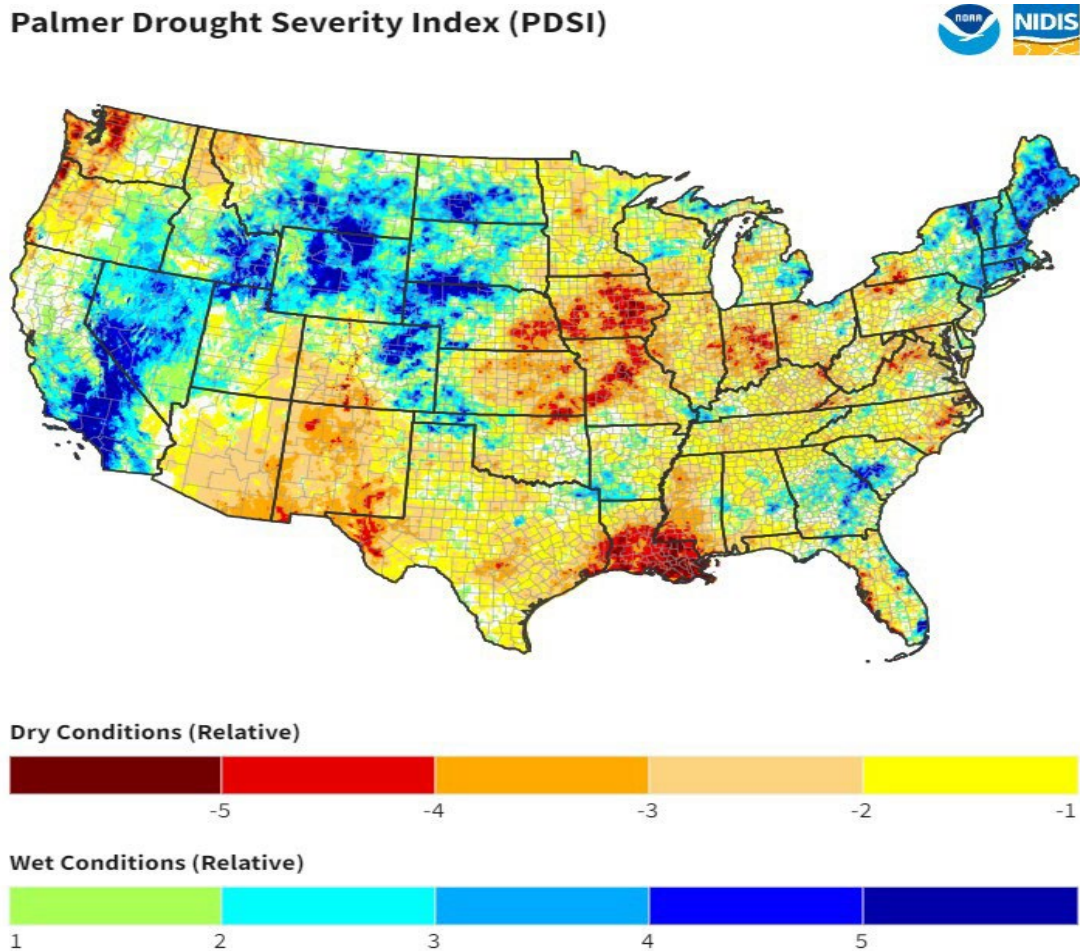 Palmer Drought Severity Index (PDSI)
NOAA
NIDIS
Dry Conditions (Relative)
-5 -4 -3 -2 -1
Wet Conditions (Relative)
1 2 3 4 5